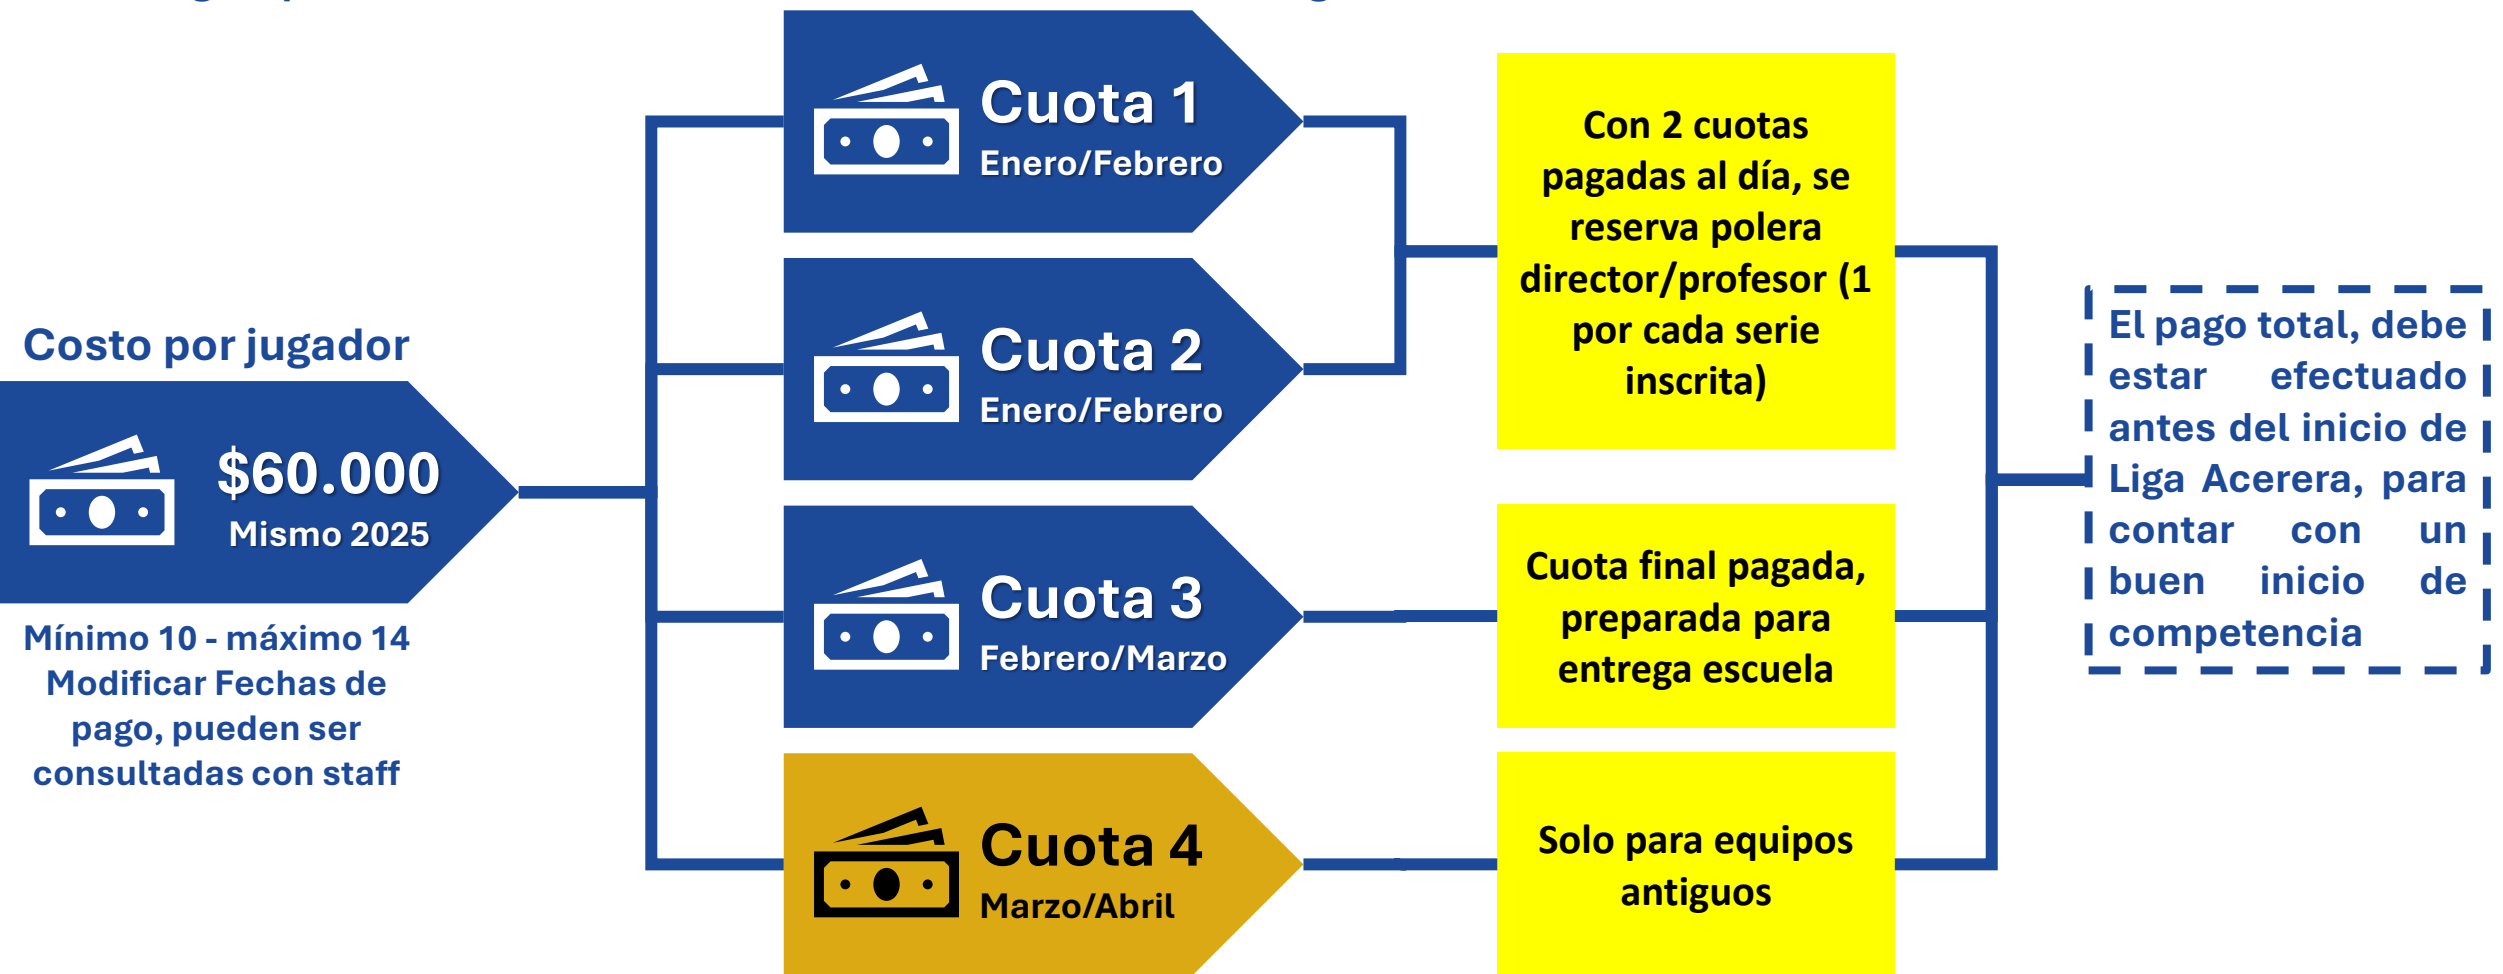 Costo por jugador
$60.000
Mismo 2025
Mínimo 10 - máximo 14
Modificar Fechas de
pago, pueden ser
consultadas con staff
Cuota 1
Enero/Febrero
Cuota 2
Enero/Febrero
Cuota 3
Febrero/Marzo
Cuota 4
Marzo/Abril
Con 2 cuotas
pagadas al día, se
reserva polera
director/profesor (1
por cada serie
inscrita)
Cuota final pagada,
preparada para
entrega escuela
Solo para equipos
antiguos
El pago total, debe
estar efectuado
antes del inicio de
Liga Acerera, para
contar con un
buen inicio de
competencia